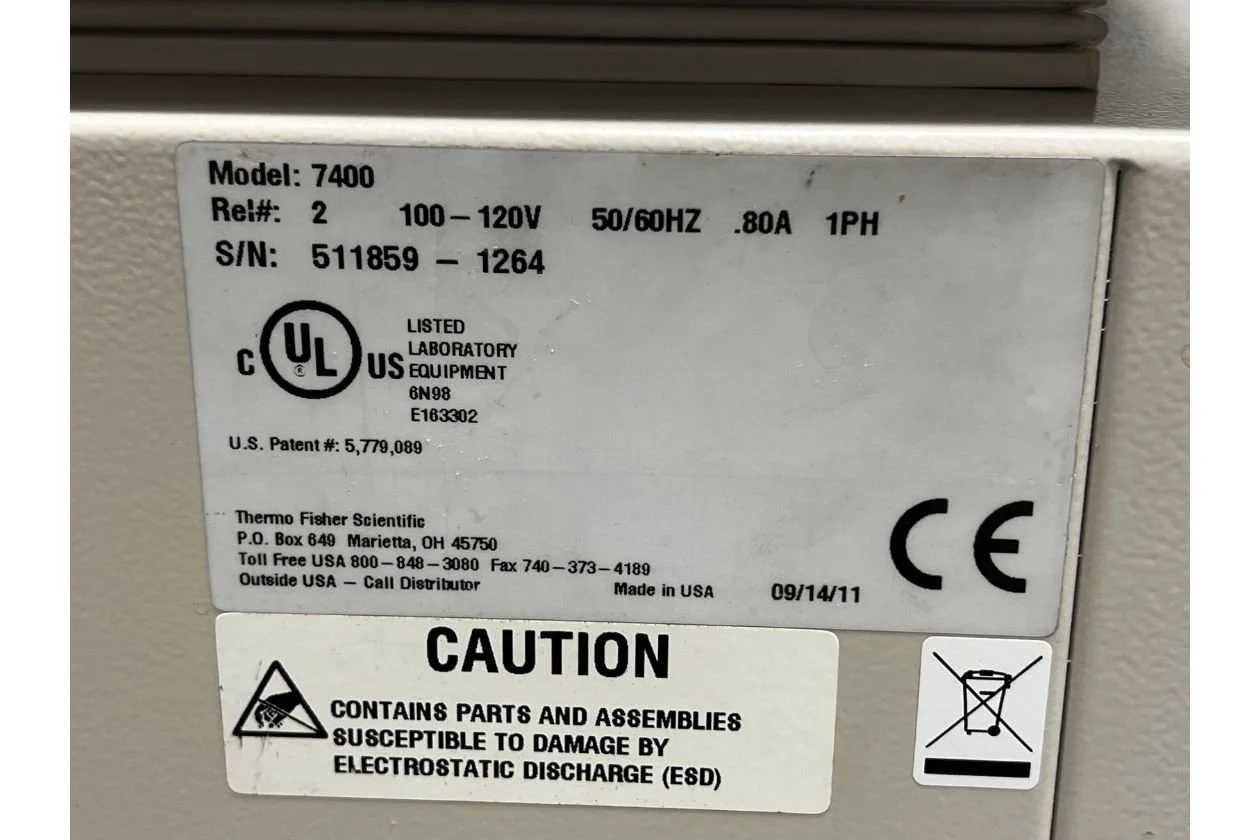 Model: 7400
Rel#: 2 100-120V 50/60HZ .80A 1PH
S/N: 511859 - 1264
C UL US
®
LISTED
LABORATORY
EQUIPMENT
6N98
E163302
U.S. Patent #: 5,779,089
Thermo Fisher Scientific
P.O. Box 649 Marietta, OH 45750
Toll Free USA 800-848-3080 Fax 740-373-4189
Outside USA - Call Distributor Made in USA 09/14/11
CE
CAUTION
CONTAINS PARTS AND ASSEMBLIES
SUSCEPTIBLE TO DAMAGE BY
ELECTROSTATIC DISCHARGE (ESD)